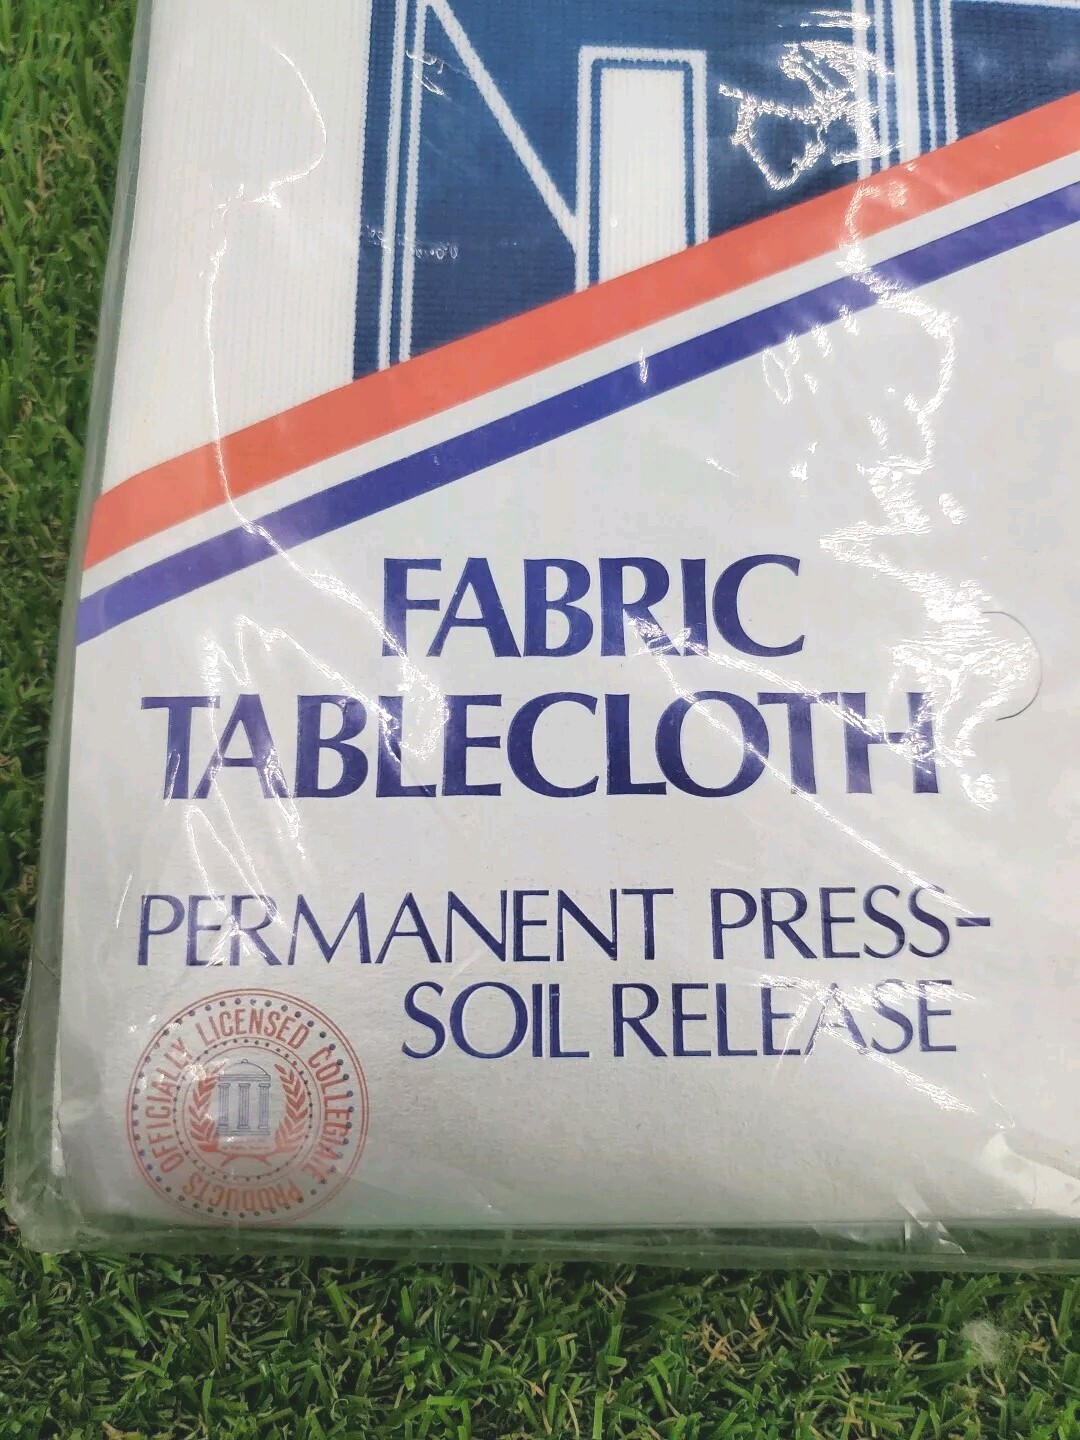 FABRIC
TABLECLOTH
PERMANENT PRESS-
SOIL RELEASE
OFFICIALLY LICENSED COLLEGIATE PRODUCTS